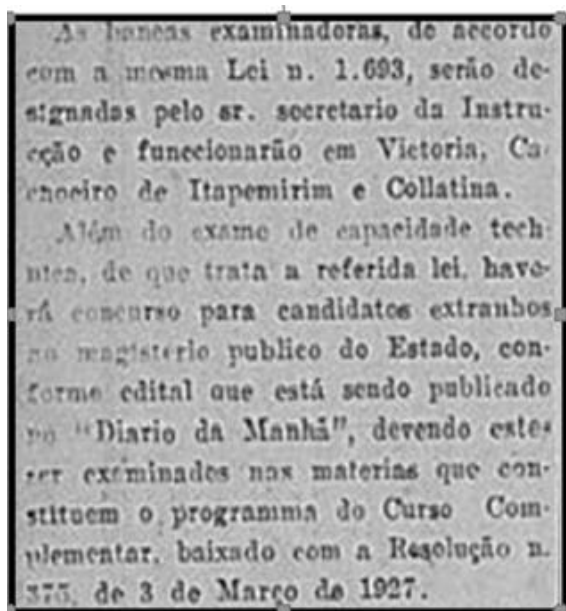 As bancas examinadoras, de accordo
com a mesma Lei n. 1.693, serão de-
signadas pelo sr. secretario da Instru-
cção e funccionarão em Victoria, Ca-
choeiro de Itapemirim e Collatina.
Além do exame de capacidade tech-
nica, de que trata a referida lei, have-
rá concurso para candidatos extranhos
ao magisterio publico do Estado, con-
forme edital que está sendo publicado
no "Diario da Manhã", devendo estes
ser examinados nas materias que con-
stituem o programma do Curso Com-
plementar, baixado com a Resolução n.
375, de 3 de Março de 1927.